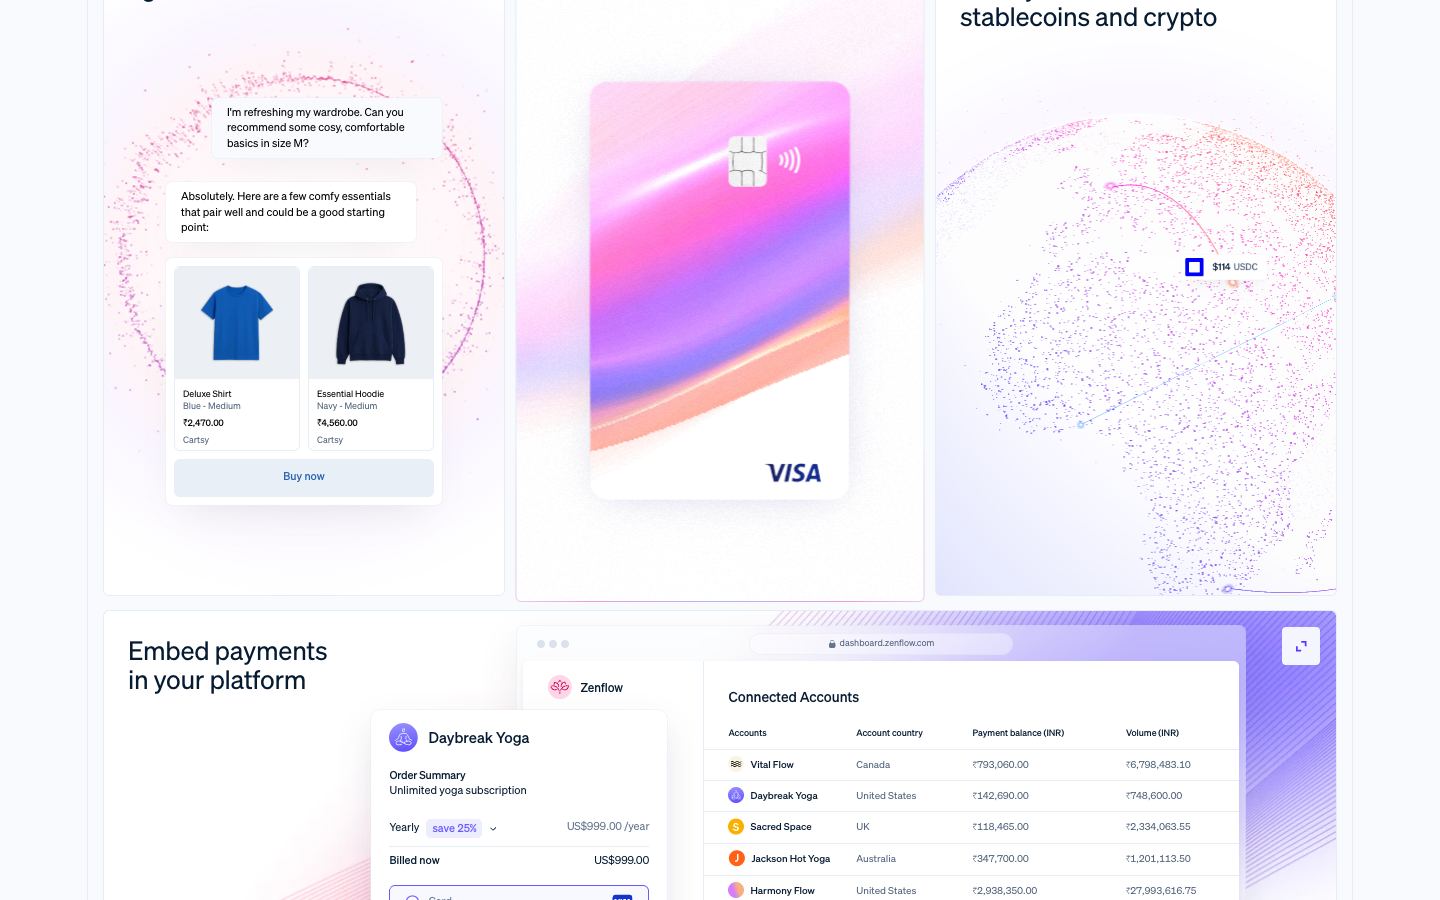 stablecoins and crypto
I'm refreshing my wardrobe. Can you
recommend some cosy, comfortable
basics in size M?
Absolutely. Here are a few comfy essentials
that pair well and could be a good starting
point:
Deluxe Shirt
Blue - Medium
₹2,470.00
Cartsy
Essential Hoodie
Navy - Medium
₹4,560.00
Cartsy
Buy now
VISA
$114 USDC
Embed payments
in your platform
dashboard.zenflow.com
Zenflow
Daybreak Yoga
Order Summary
Unlimited yoga subscription
Yearly save 25% US$999.00 /year
Billed now US$999.00
Connected Accounts
Accounts Account country Payment balance (INR) Volume (INR)
Vital Flow Canada ₹793,060.00 ₹6,798,483.10
Daybreak Yoga United States ₹142,690.00 ₹748,600.00
S Sacred Space UK ₹118,465.00 ₹2,334,063.55
J Jackson Hot Yoga Australia ₹347,700.00 ₹1,201,113.50
Harmony Flow United States ₹2,938,350.00 ₹27,993,616.75